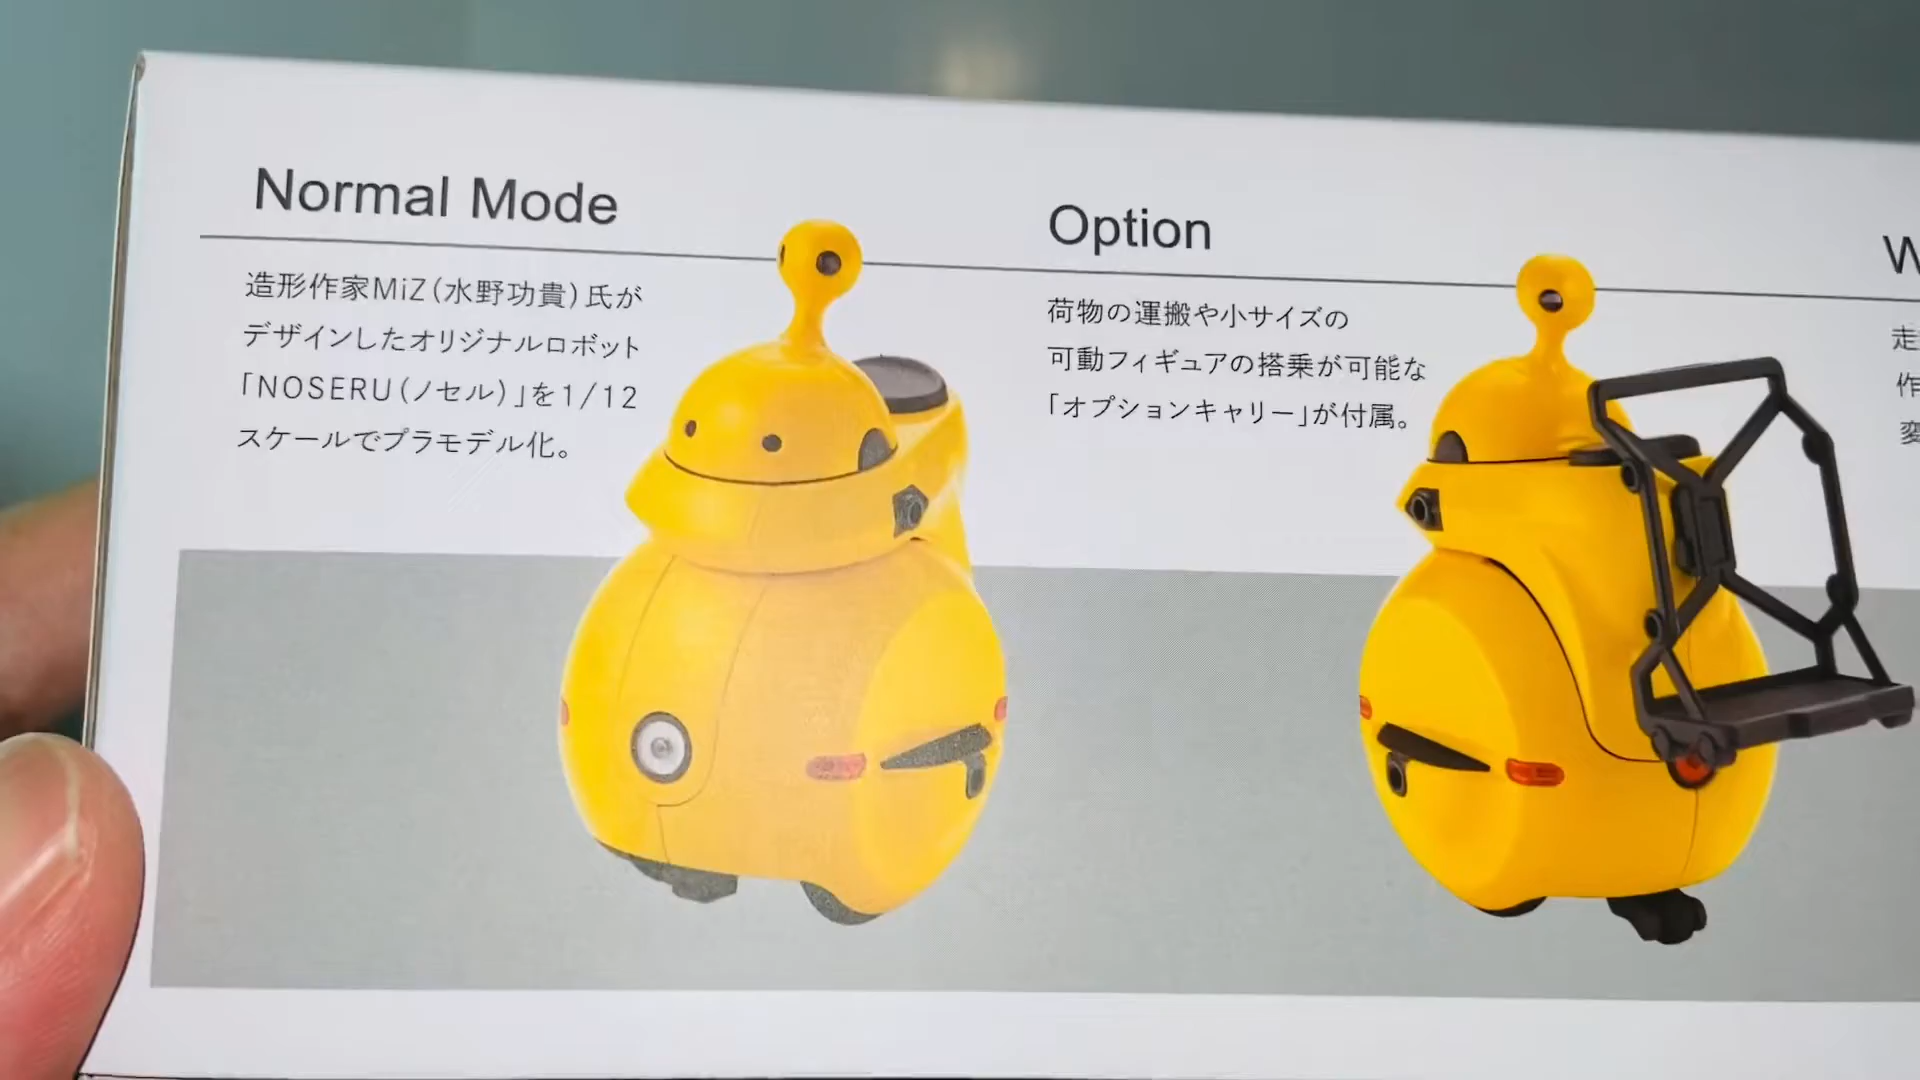 Normal Mode
造形作家MiZ(水野功貴)氏が
デザインしたオリジナルロボット
「NOSERU(ノセル)」を1/12
スケールでプラモデル化。
Option
荷物の運搬や小サイズの
可動フィギュアの搭乗が可能な
「オプションキャリー」が付属。
W
走
作
変